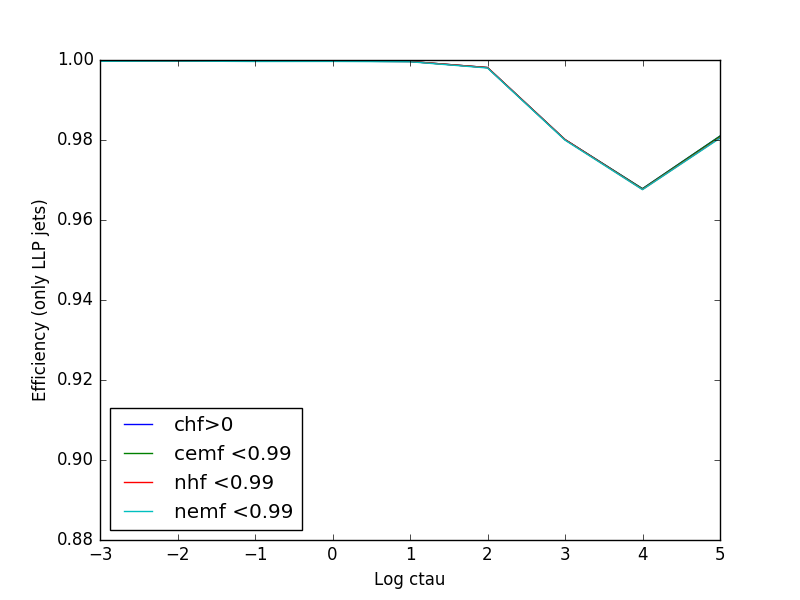 1.00
0.98
0.96
0.94
0.92
0.90
0.88
Efficiency (only LLP jets)
chf>0
cemf <0.99
nhf <0.99
nemf <0.99
−3 −2 −1 0 1 2 3 4 5
Log ctau